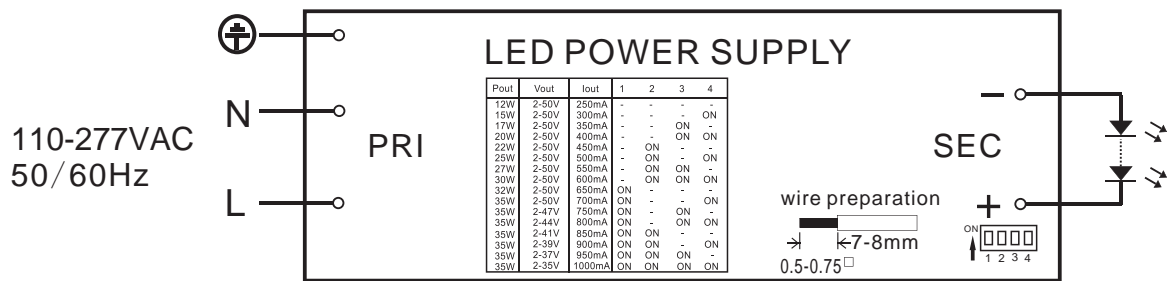 LED POWER SUPPLY
Pout Vout Iout 1 2 3 4
12W 2-50V 250mA - - - -
15W 2-50V 300mA - - - ON
17W 2-50V 350mA - - ON -
20W 2-50V 400mA - - ON ON
22W 2-50V 450mA - ON - -
25W 2-50V 500mA - ON - ON
27W 2-50V 550mA - ON ON -
30W 2-50V 600mA - ON ON ON
32W 2-50V 650mA ON - - -
35W 2-50V 700mA ON - - ON
35W 2-47V 750mA ON - ON -
35W 2-44V 800mA ON - ON ON
35W 2-41V 850mA ON ON - -
35W 2-39V 900mA ON ON - ON
35W 2-37V 950mA ON ON ON -
35W 2-35V 1000mA ON ON ON ON
110-277VAC
50/60Hz
N
L
PRI
SEC
-
+
wire preparation
7-8mm
0.5-0.75□
ON
1 2 3 4